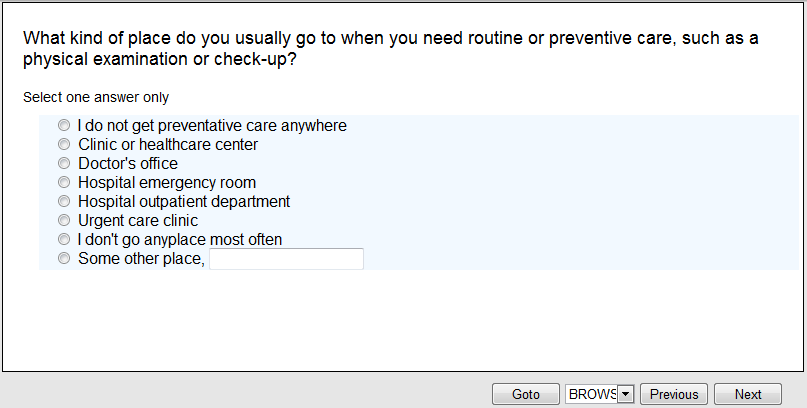 What kind of place do you usually go to when you need routine or preventive care, such as a
physical examination or check-up?
Select one answer only
I do not get preventative care anywhere
Clinic or healthcare center
Doctor's office
Hospital emergency room
Hospital outpatient department
Urgent care clinic
I don't go anyplace most often
Some other place,
Goto BROWS Previous Next